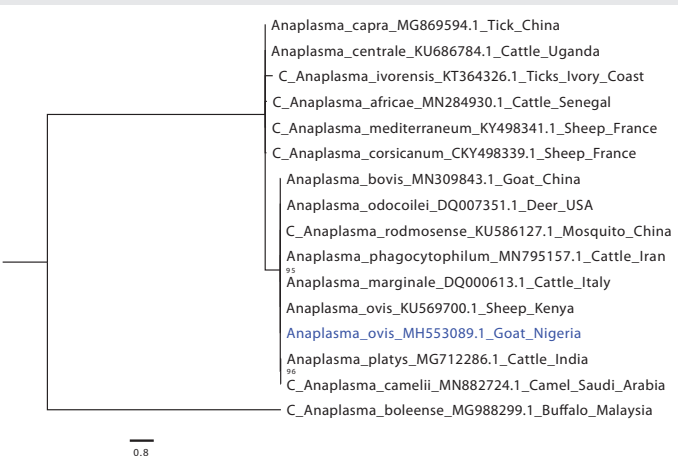 Anaplasma_capra_MG869594.1_Tick_China
Anaplasma_centrale_KU686784.1_Cattle_Uganda
C_Anaplasma_ivorensis_KT364326.1_Ticks_Ivory_Coast
C_Anaplasma_africae_MN284930.1_Cattle_Senegal
C_Anaplasma_mediterraneum_KY498341.1_Sheep_France
C_Anaplasma_corsicanum_CKY498339.1_Sheep_France
Anaplasma_bovis_MN309843.1_Goat_China
Anaplasma_odocoilei_DQ007351.1_Deer_USA
C_Anaplasma_rodmosense_KU586127.1_Mosquito_China
Anaplasma_phagocytophilum_MN795157.1_Cattle_Iran
95
Anaplasma_marginale_DQ000613.1_Cattle_Italy
Anaplasma_ovis_KU569700.1_Sheep_Kenya
Anaplasma_ovis_MH553089.1_Goat_Nigeria
Anaplasma_platys_MG712286.1_Cattle_India
96
C_Anaplasma_camelii_MN882724.1_Camel_Saudi_Arabia
C_Anaplasma_boleense_MG988299.1_Buffalo_Malaysia
0.8